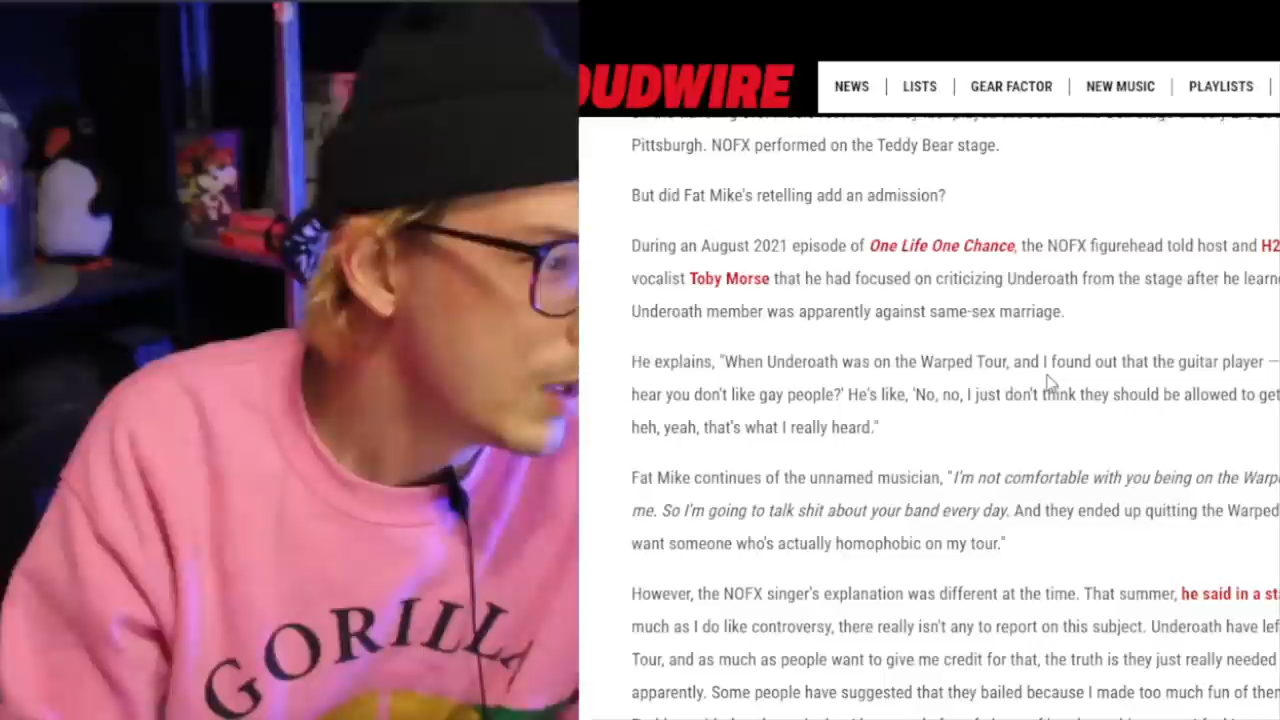 GORILL
OUDWIRE
NEWS | LISTS | GEAR FACTOR | NEW MUSIC | PLAYLISTS |
Pittsburgh. NOFX performed on the Teddy Bear stage.
But did Fat Mike's retelling add an admission?
During an August 2021 episode of One Life One Chance, the NOFX figurehead told host and H2
vocalist Toby Morse that he had focused on criticizing Underoath from the stage after he learne
Underoath member was apparently against same-sex marriage.
He explains, "When Underoath was on the Warped Tour, and I found out that the guitar player —
hear you don't like gay people?' He's like, 'No, no, I just don't think they should be allowed to get
heh, yeah, that's what I really heard."
Fat Mike continues of the unnamed musician, "I'm not comfortable with you being on the Warpe
me. So I'm going to talk shit about your band every day. And they ended up quitting the Warped
want someone who's actually homophobic on my tour."
However, the NOFX singer's explanation was different at the time. That summer, he said in a sta
much as I do like controversy, there really isn't any to report on this subject. Underoath have lef
Tour, and as much as people want to give me credit for that, the truth is they just really needed
apparently. Some people have suggested that they bailed because I made too much fun of then